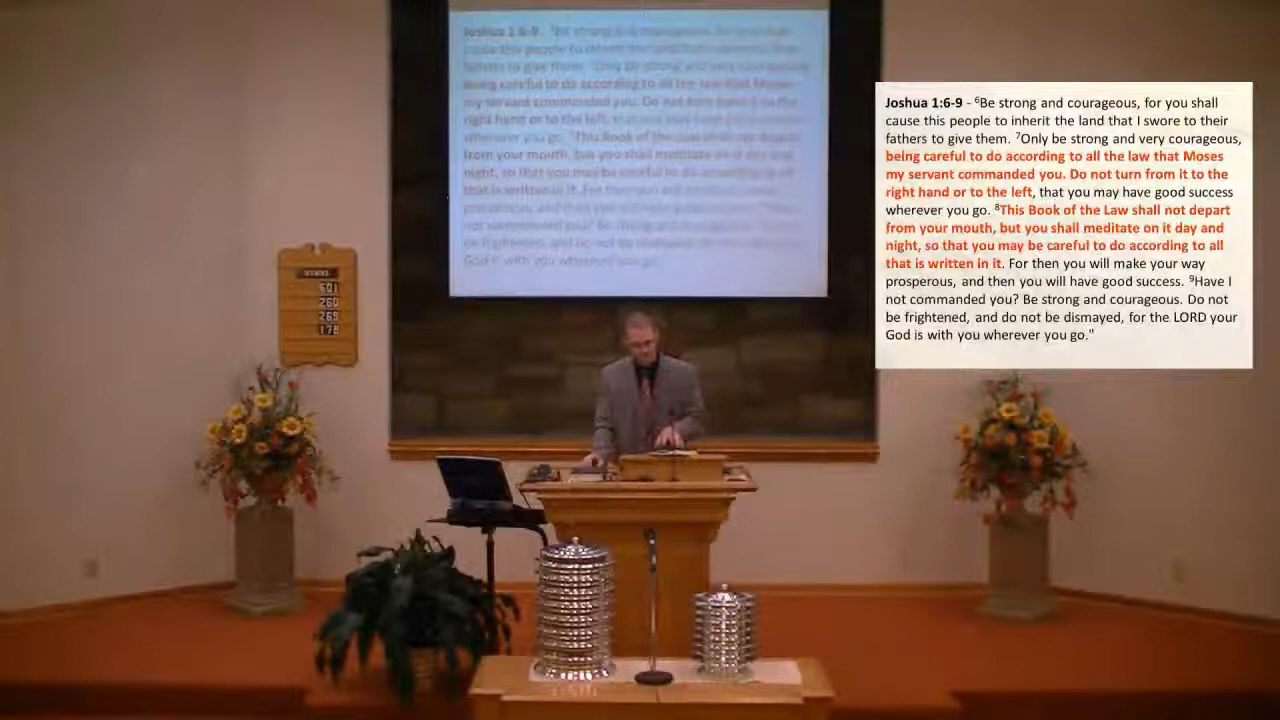 Joshua 1:6-9 - ⁶Be strong and courageous, for you shall
cause this people to inherit the land that I swore to their
fathers to give them. ⁷Only be strong and very courageous,
being careful to do according to all the law that Moses
my servant commanded you. Do not turn from it to the
right hand or to the left, that you may have good success
wherever you go. ⁸This Book of the Law shall not depart
from your mouth, but you shall meditate on it day and
night, so that you may be careful to do according to all
that is written in it. For then you will make your way
prosperous, and then you will have good success. ⁹Have I
not commanded you? Be strong and courageous. Do not
be frightened, and do not be dismayed, for the LORD your
God is with you wherever you go."
HYMNS
501
260
269
175